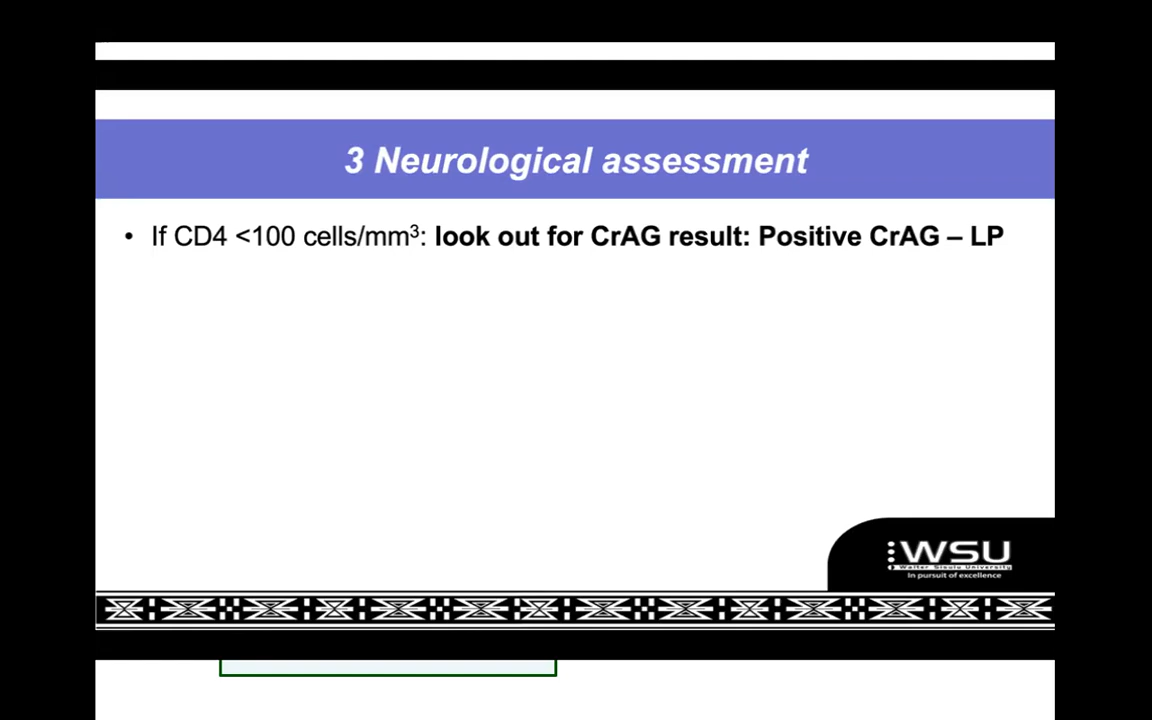 3 Neurological assessment
• If CD4 <100 cells/mm³: look out for CrAG result: Positive CrAG – LP
WSU
Walter Sisulu University
In pursuit of excellence